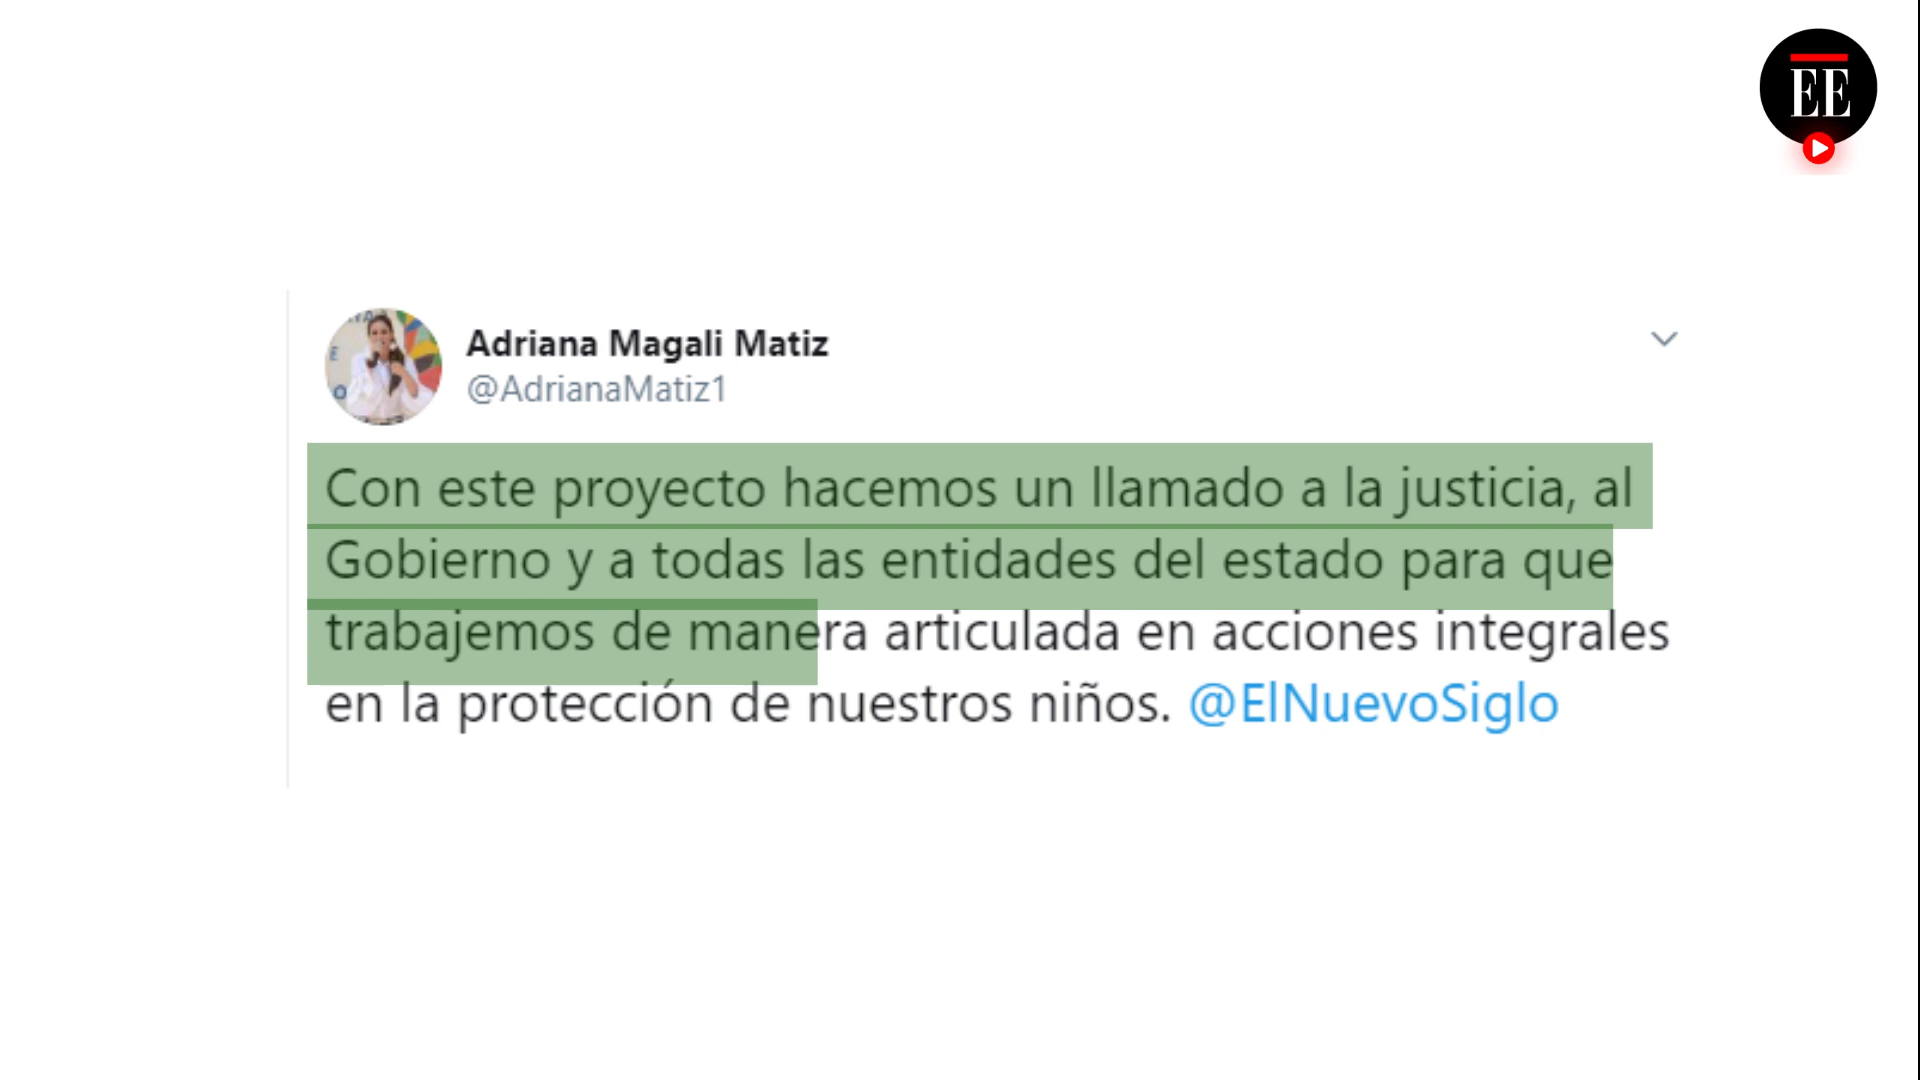 EE
Adriana Magali Matiz
@AdrianaMatiz1
Con este proyecto hacemos un llamado a la justicia, al
Gobierno y a todas las entidades del estado para que
trabajemos de manera articulada en acciones integrales
en la protección de nuestros niños. @ElNuevoSiglo